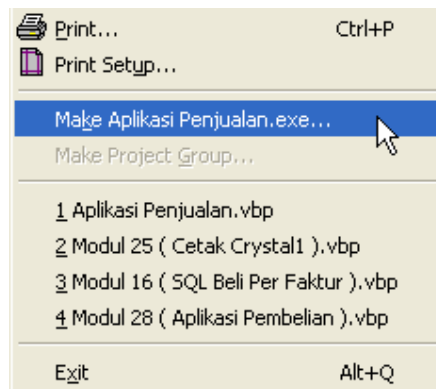 Print... Ctrl+P
Print Setup...
Make Aplikasi Penjualan.exe...
Make Project Group...
1 Aplikasi Penjualan.vbp
2 Modul 25 ( Cetak Crystal1 ).vbp
3 Modul 16 ( SQL Beli Per Faktur ).vbp
4 Modul 28 ( Aplikasi Pembelian ).vbp
Exit Alt+Q